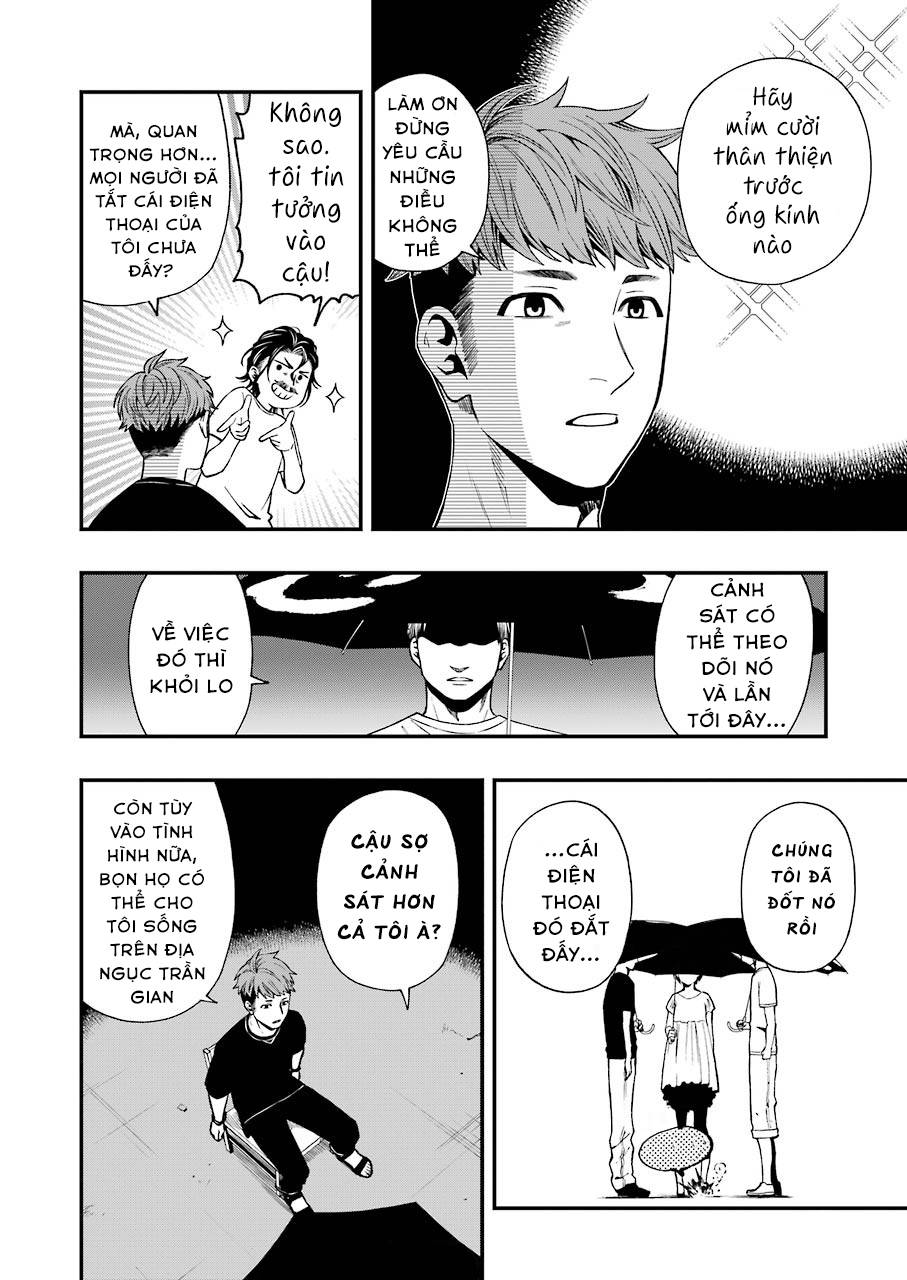 Hãy
mỉm cười
thân thiện
trước
ống kính
nào
LÀM ƠN
ĐỪNG
YÊU CẦU
NHỮNG
ĐIỀU
KHÔNG
THỂ
Không
sao.
tôi tin
tưởng
vào
cậu!
MÀ, QUAN
TRỌNG HƠN...
MỌI NGƯỜI ĐÃ
TẮT CÁI ĐIỆN
THOẠI CỦA
TÔI CHƯA
ĐẤY?
CẢNH
SÁT CÓ
THỂ THEO
DÕI NÓ
VÀ LẦN
TỚI ĐÂY...
VỀ VIỆC
ĐÓ THÌ
KHỎI LO
CHÚNG
TÔI ĐÃ
ĐỐT NÓ
RỒI
...CÁI
ĐIỆN
THOẠI
ĐÓ ĐẮT
ĐẤY...
CẬU SỢ
CẢNH
SÁT HƠN
CẢ TÔI À?
CÒN TÙY
VÀO TÌNH
HÌNH NỮA,
BỌN HỌ CÓ
THỂ CHO
TÔI SỐNG
TRÊN ĐỊA
NGỤC TRẦN
GIAN